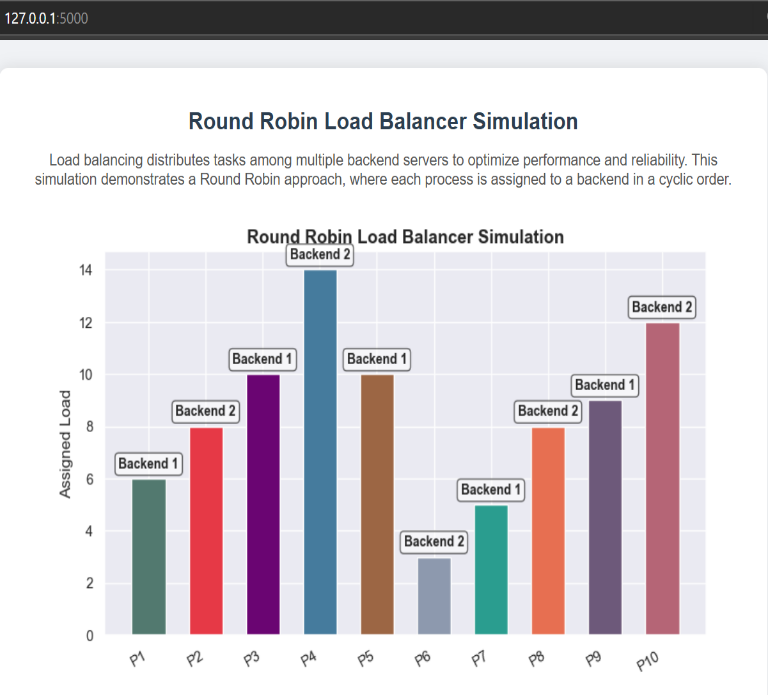 127.0.0.1:5000
Round Robin Load Balancer Simulation
Load balancing distributes tasks among multiple backend servers to optimize performance and reliability. This
simulation demonstrates a Round Robin approach, where each process is assigned to a backend in a cyclic order.
Round Robin Load Balancer Simulation
Backend 2
14
Backend 2
12
Backend 1
Backend 1
10
Backend 1
Backend 2
Backend 2
8
Backend 1
6
Backend 1
Backend 2
4
2
0
Assigned Load
P1 P2 P3 P4 P5 P6 P7 P8 P9 P10